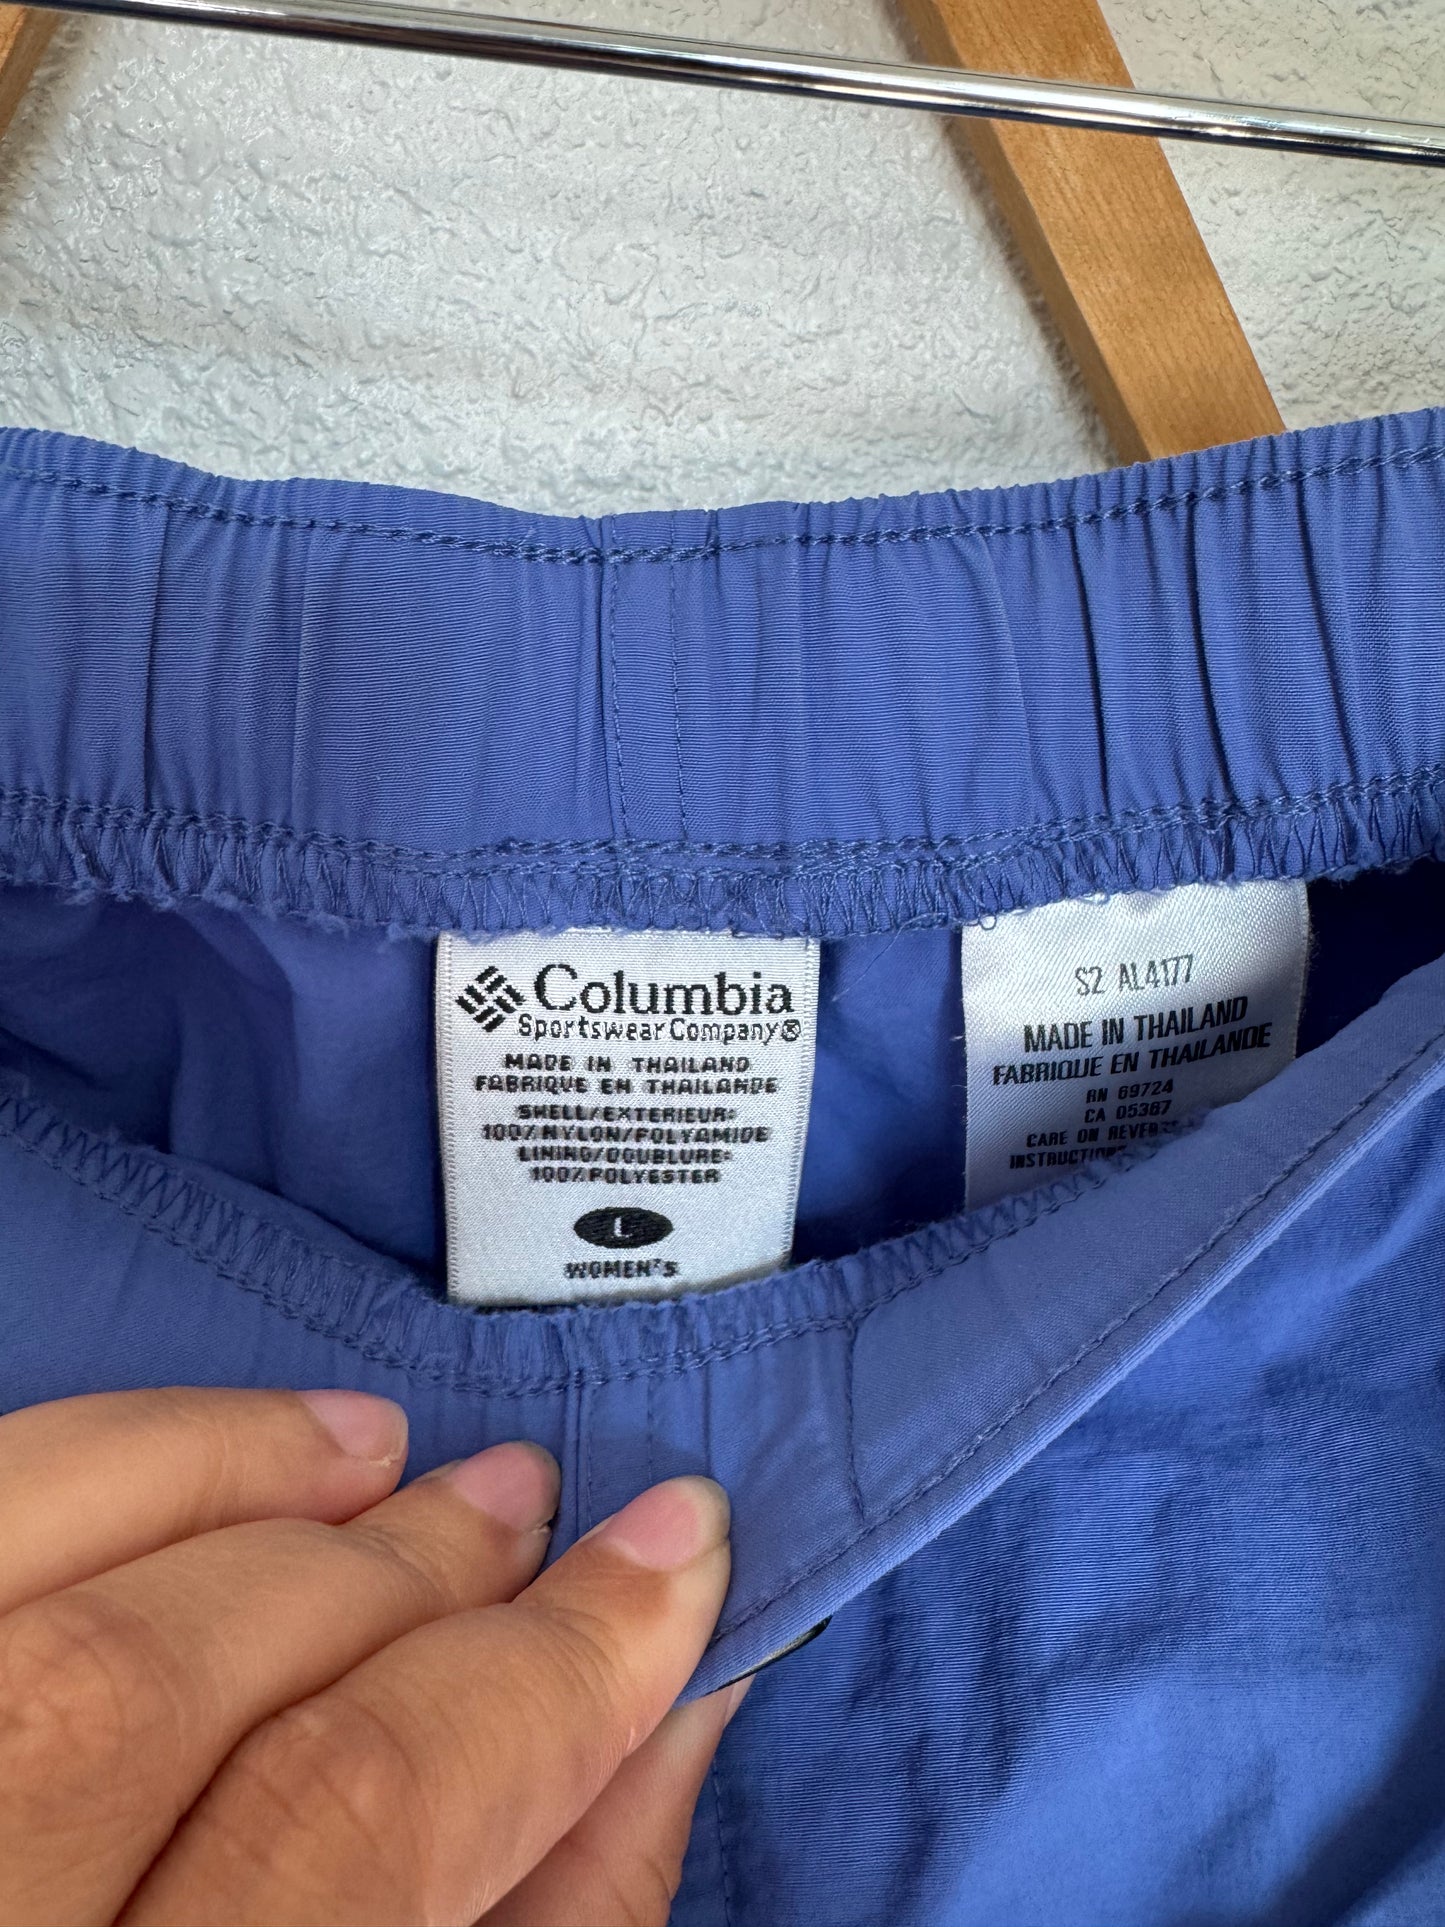 Columbia
Sportswear Company®
MADE IN THAILAND
FABRIQUE EN THAILANDE
SHELL/EXTERIEUR:
100% NYLON/POLYAMIDE
LINING/DOUBLURE:
100% POLYESTER
L
WOMEN'S
S2 AL4177
MADE IN THAILAND
FABRIQUE EN THAILANDE
RN 69724
CA 05367
CARE ON